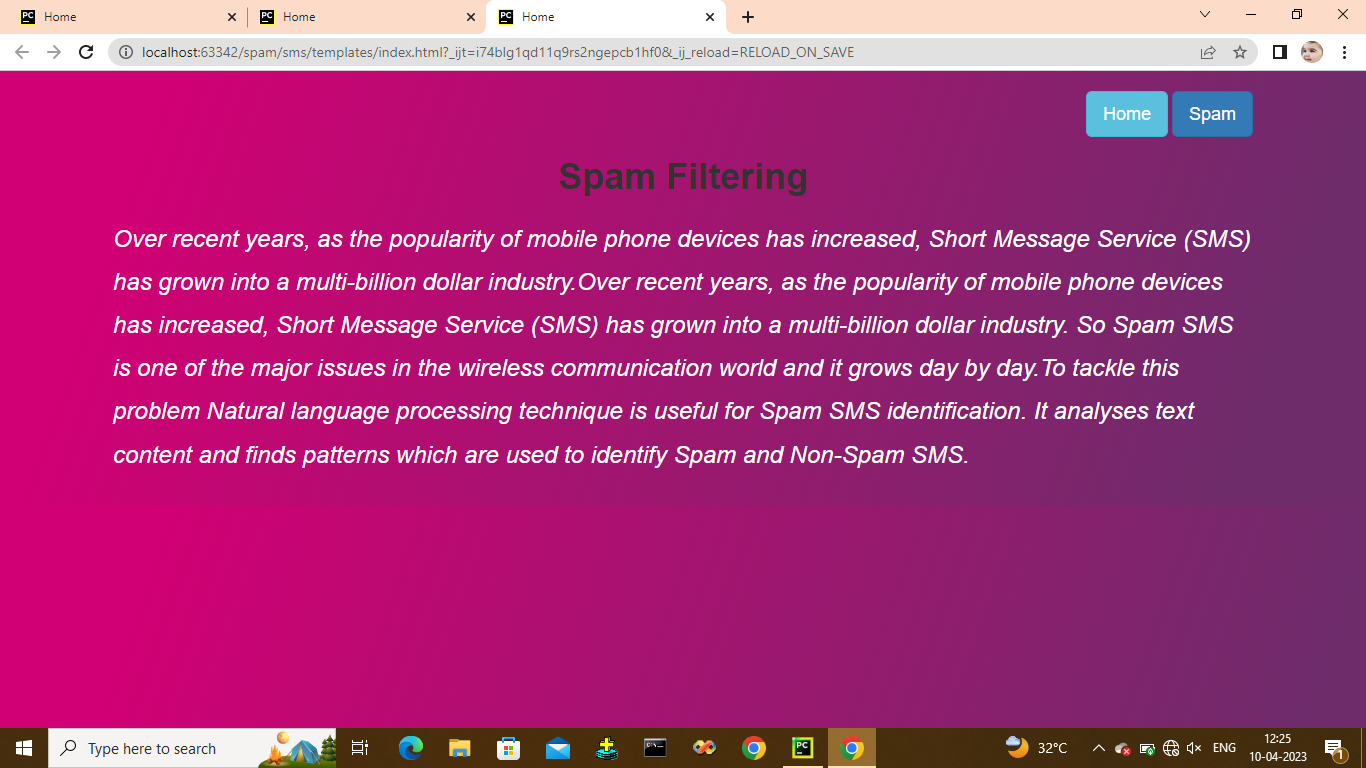 Home
Home
Home
localhost:63342/spam/sms/templates/index.html?_ijt=i74blg1qd11q9rs2ngepcb1hf0&_ij_reload=RELOAD_ON_SAVE
Home Spam
Spam Filtering
Over recent years, as the popularity of mobile phone devices has increased, Short Message Service (SMS)
has grown into a multi-billion dollar industry.Over recent years, as the popularity of mobile phone devices
has increased, Short Message Service (SMS) has grown into a multi-billion dollar industry. So Spam SMS
is one of the major issues in the wireless communication world and it grows day by day.To tackle this
problem Natural language processing technique is useful for Spam SMS identification. It analyses text
content and finds patterns which are used to identify Spam and Non-Spam SMS.
Type here to search
32°C
ENG
12:25
10-04-2023
1